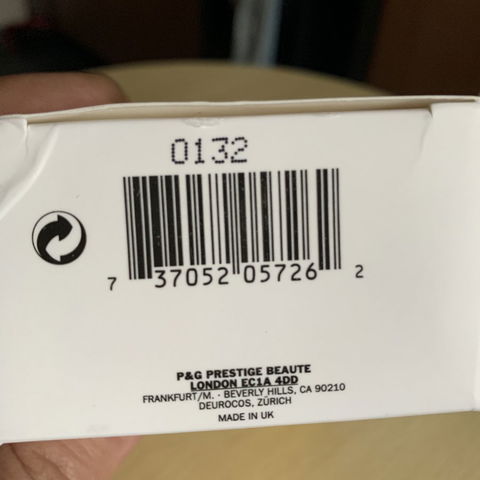 0132
7 37052 05726 2
P&G PRESTIGE BEAUTE
LONDON EC1A 4DD
FRANKFURT/M. · BEVERLY HILLS, CA 90210
DEUROCOS, ZÜRICH
MADE IN UK